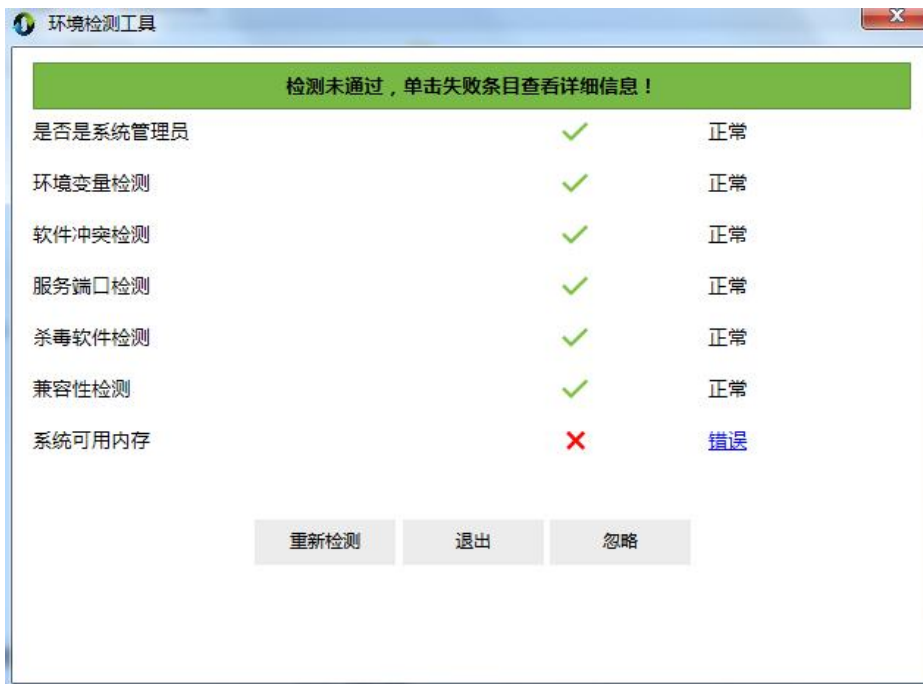 环境检测工具
检测未通过，单击失败条目查看详细信息！
是否是系统管理员 正常
环境变量检测 正常
软件冲突检测 正常
服务端口检测 正常
杀毒软件检测 正常
兼容性检测 正常
系统可用内存 错误
重新检测 退出 忽略